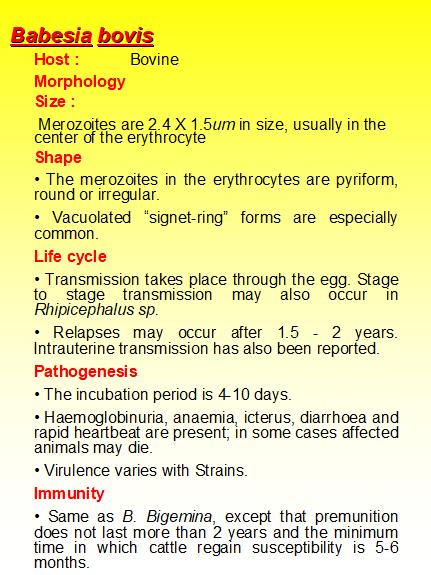 Babesia bovis
Host :          Bovine
Morphology
Size :
Merozoites are 2.4 X 1.5um in size, usually in the
center of the erythrocyte
Shape
• The merozoites in the erythrocytes are pyriform,
round or irregular.
• Vacuolated “signet-ring” forms are especially
common.
Life cycle
• Transmission takes place through the egg. Stage
to stage transmission may also occur in
Rhipicephalus sp.
• Relapses may occur after 1.5 - 2 years.
Intrauterine transmission has also been reported.
Pathogenesis
• The incubation period is 4-10 days.
• Haemoglobinuria, anaemia, icterus, diarrhoea and
rapid heartbeat are present; in some cases affected
animals may die.
• Virulence varies with Strains.
Immunity
• Same as B. Bigemina, except that premunition
does not last more than 2 years and the minimum
time in which cattle regain susceptibility is 5-6
months.